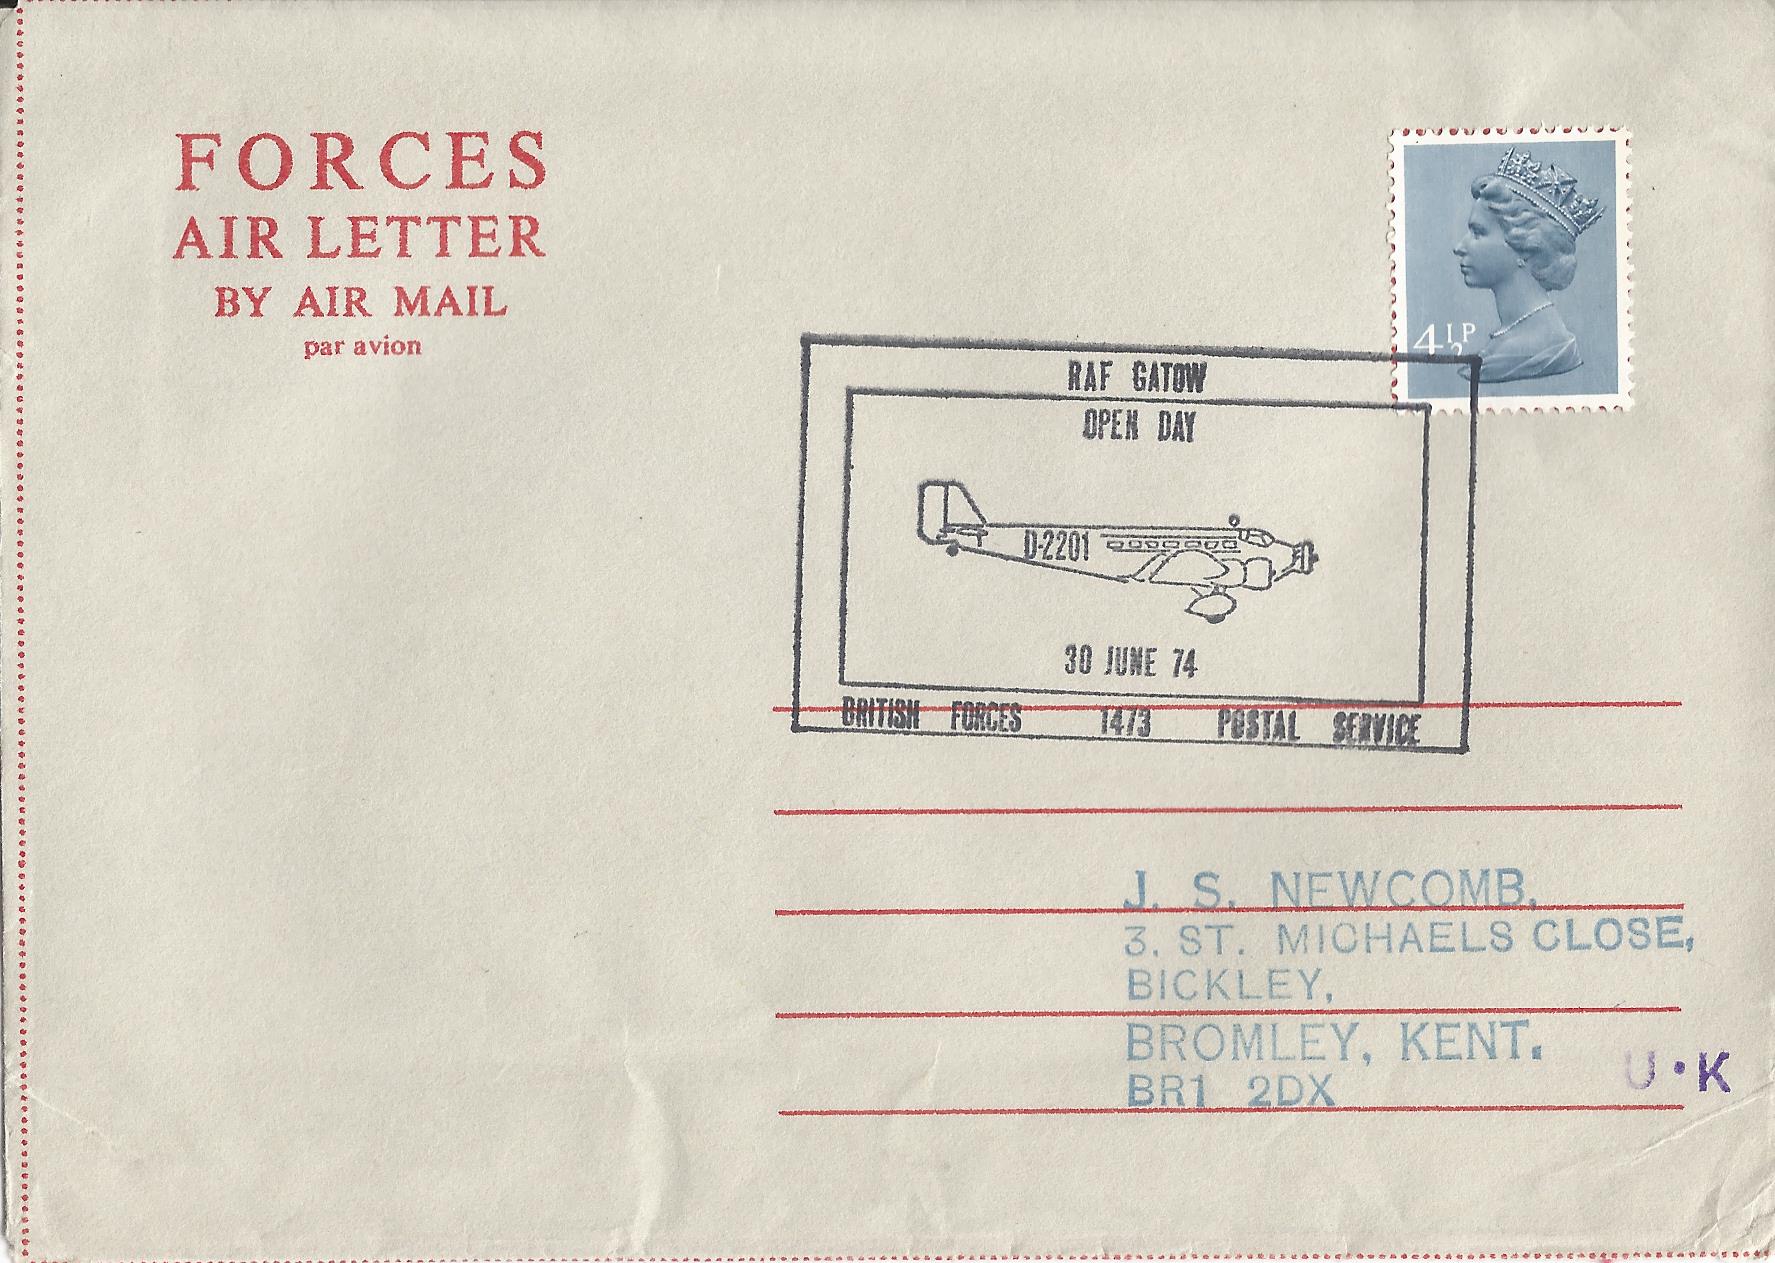 FORCES
AIR LETTER
BY AIR MAIL
par avion
4½P
RAF GATOW
OPEN DAY
D-2201
30 JUNE 74
BRITISH FORCES 1473 POSTAL SERVICE
J. S. NEWCOMB.
3, ST. MICHAELS CLOSE,
BICKLEY,
BROMLEY, KENT.
BR1 2DX
U·K